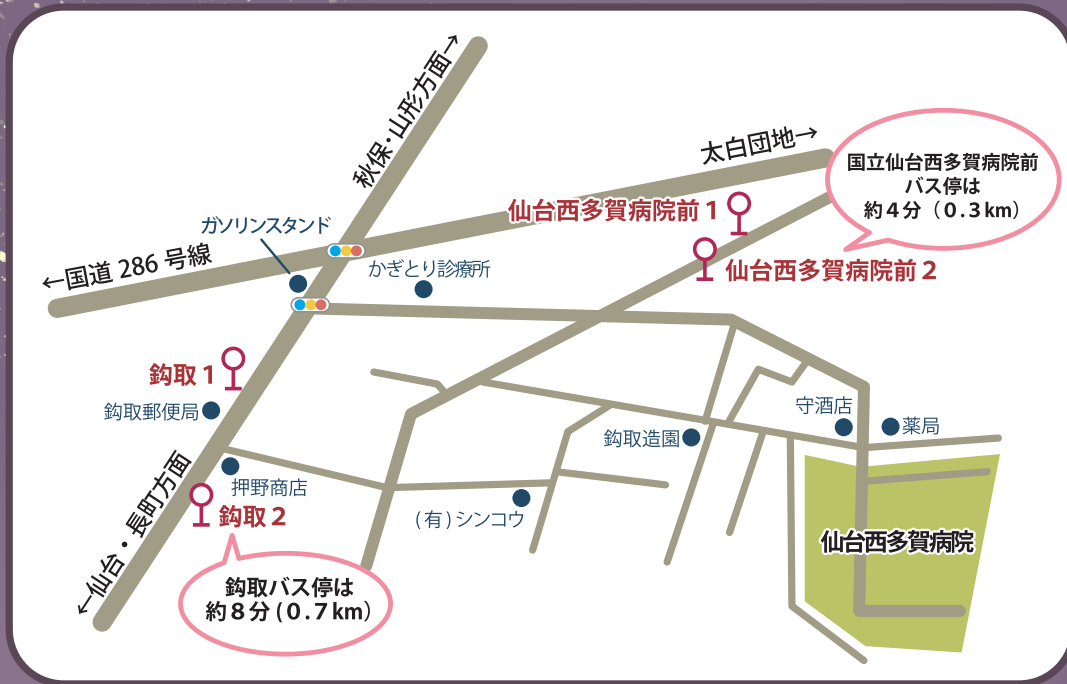 秋保・山形方面→
太白団地→
国立仙台西多賀病院前
バス停は
約4分（0.3km）
仙台西多賀病院前1
ガソリンスタンド
←国道286号線
かぎとり診療所
仙台西多賀病院前2
鈎取1
鈎取郵便局
守酒店
薬局
鈎取造園
押野商店
鈎取2
(有)シンコウ
←仙台・長町方面
仙台西多賀病院
鈎取バス停は
約8分(0.7km)